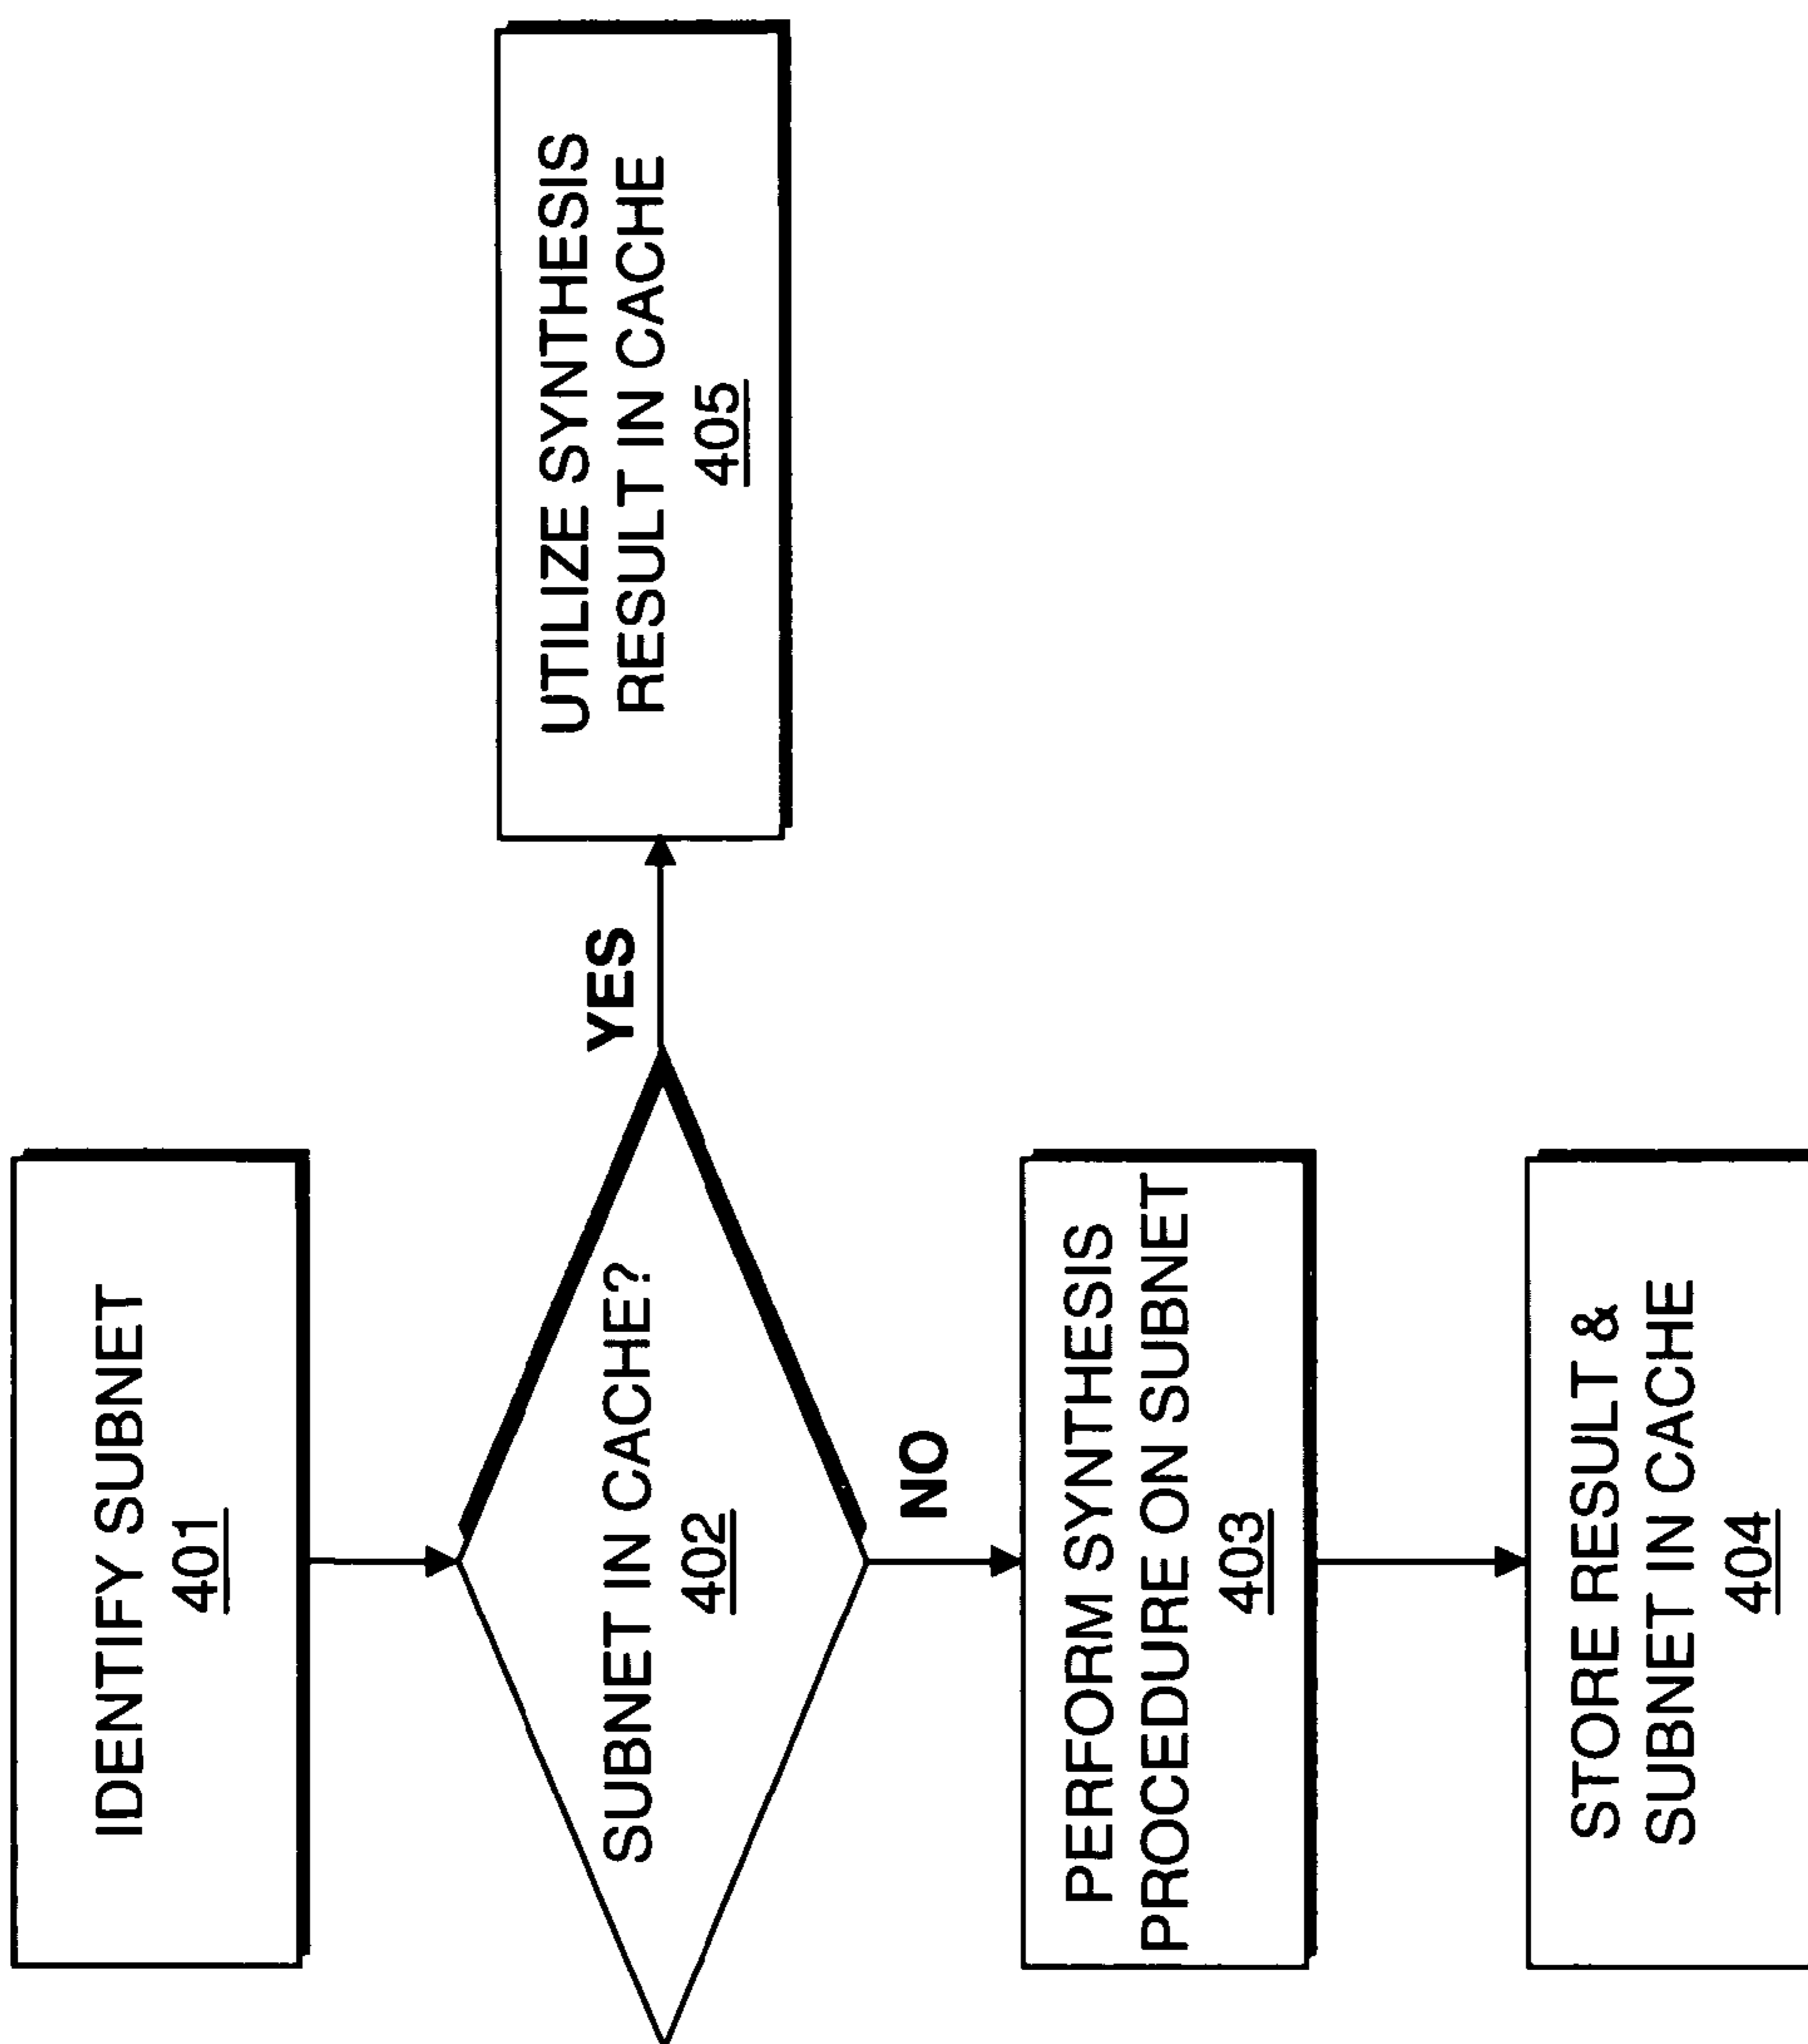 IDENTIFY SUBNET
401
SUBNET IN CACHE?
402
YES
UTILIZE SYNTHESIS
RESULT IN CACHE
405
NO
PERFORM SYNTHESIS
PROCEDURE ON SUBNET
403
STORE RESULT &
SUBNET IN CACHE
404